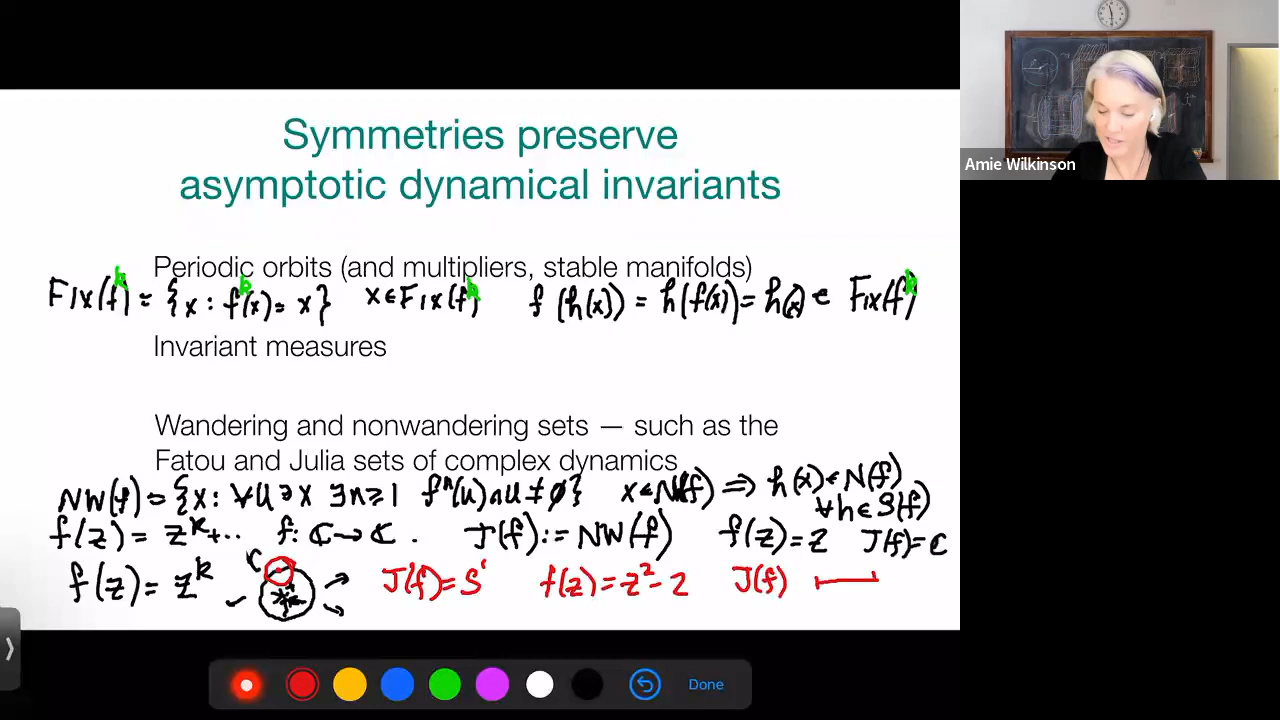 Symmetries preserve
asymptotic dynamical invariants
Periodic orbits (and multipliers, stable manifolds)
Fix(f^k) = {x : f^k(x) = x} x ∈ Fix(f^k) f(h(x)) = h(f(x)) = h(x) ∈ Fix(f^k)
Invariant measures
Wandering and nonwandering sets — such as the
Fatou and Julia sets of complex dynamics
NW(f) = {x : ∀U∋x ∃n≥1 f^n(U)∩U≠∅} x∈NW(f) ⇒ h(x)∈N(f)
∀h∈S(f)
f(z) = z^k+... f: ℂ→ℂ. J(f) := NW(f) f(z)=z J(f)=ℂ
f(z) = z^k C J(f)=S^1 f(z)=z^2-2 J(f)
Amie Wilkinson
Done